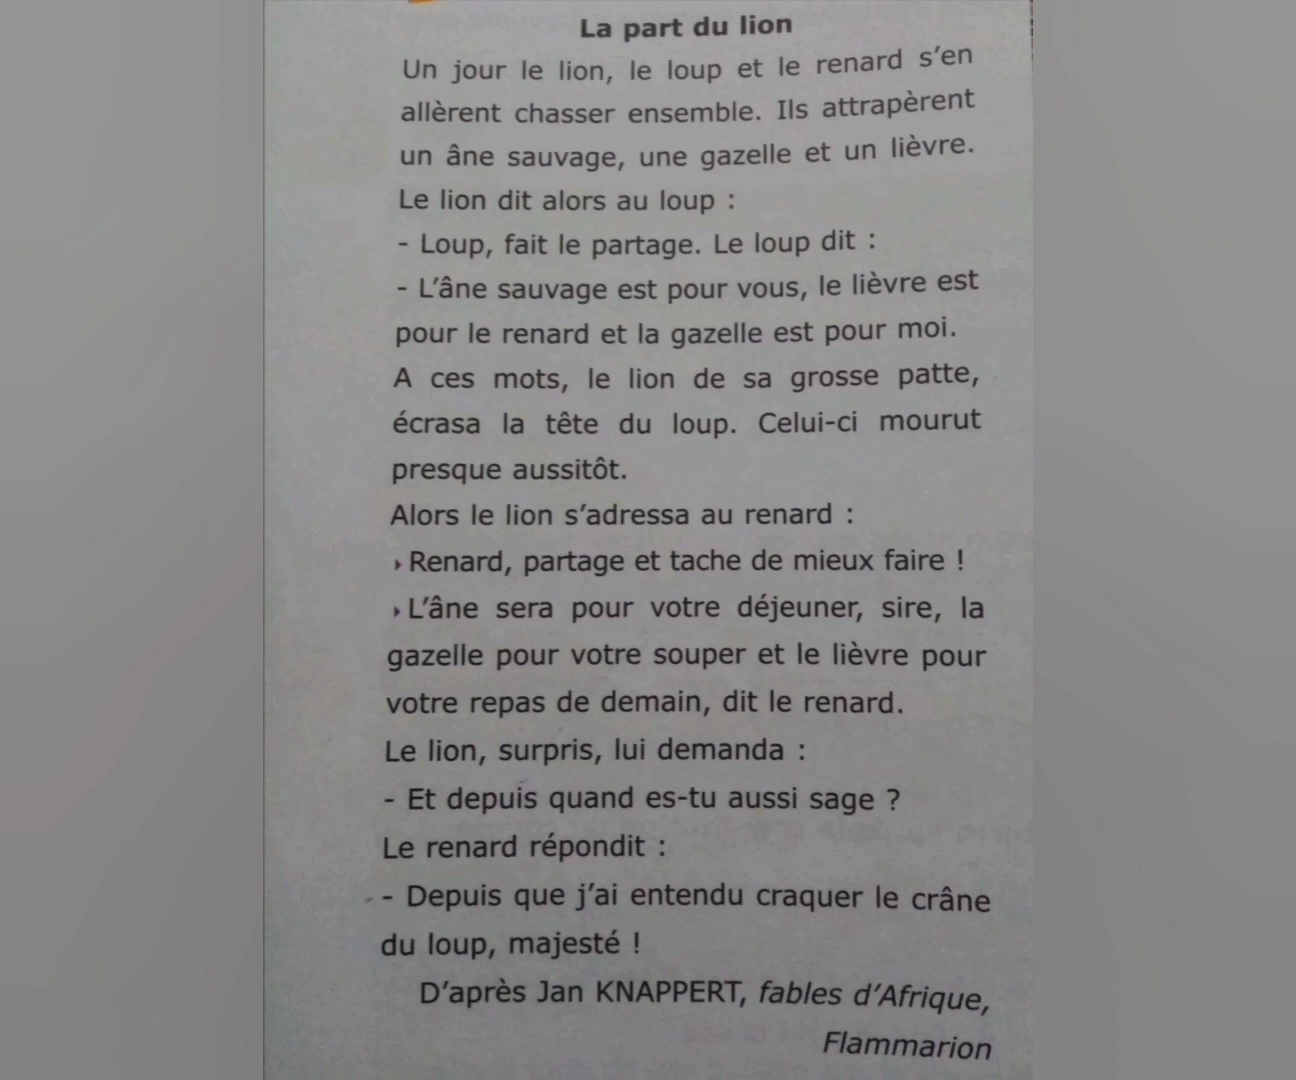 La part du lion
Un jour le lion, le loup et le renard s’en
allèrent chasser ensemble. Ils attrapèrent
un âne sauvage, une gazelle et un lièvre.
Le lion dit alors au loup :
- Loup, fait le partage. Le loup dit :
- L’âne sauvage est pour vous, le lièvre est
pour le renard et la gazelle est pour moi.
A ces mots, le lion de sa grosse patte,
écrasa la tête du loup. Celui-ci mourut
presque aussitôt.
Alors le lion s’adressa au renard :
‣ Renard, partage et tache de mieux faire !
‣ L’âne sera pour votre déjeuner, sire, la
gazelle pour votre souper et le lièvre pour
votre repas de demain, dit le renard.
Le lion, surpris, lui demanda :
- Et depuis quand es-tu aussi sage ?
Le renard répondit :
- Depuis que j’ai entendu craquer le crâne
du loup, majesté !
D’après Jan KNAPPERT, fables d’Afrique,
Flammarion